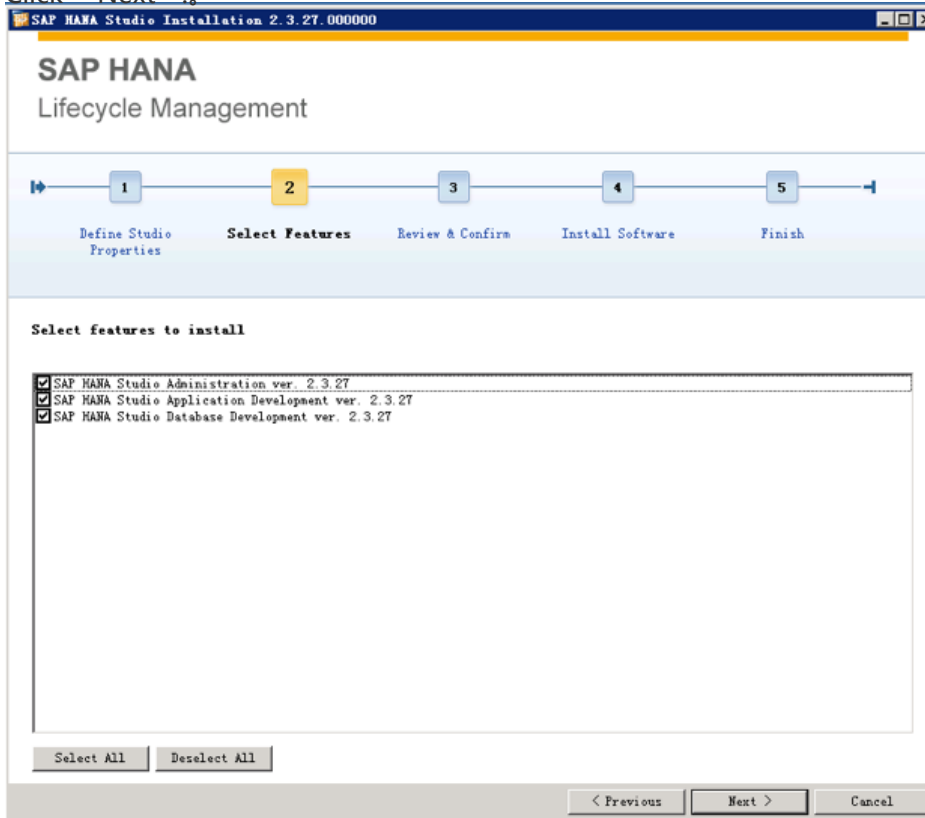 Click "Next".
SAP HANA Studio Installation 2.3.27.000000
SAP HANA
Lifecycle Management
1
2
3
4
5
Define Studio Properties
Select Features
Review & Confirm
Install Software
Finish
Select features to install
SAP HANA Studio Administration ver. 2.3.27
SAP HANA Studio Application Development ver. 2.3.27
SAP HANA Studio Database Development ver. 2.3.27
Select All
Deselect All
< Previous
Next >
Cancel